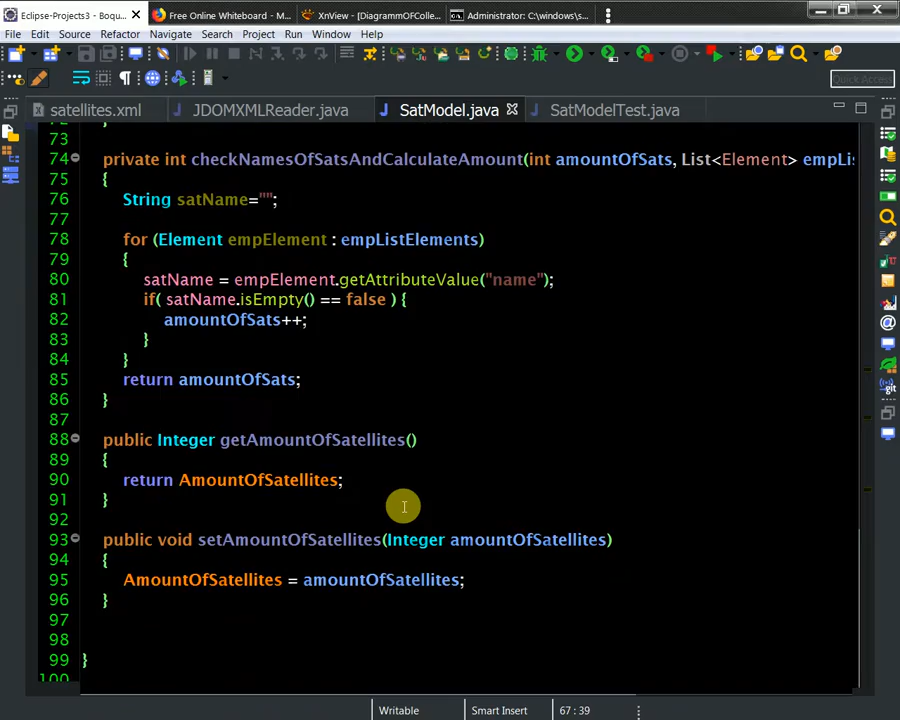 Eclipse-Projects3 - Boqu...
Free Online Whiteboard - M...
XnView - [DiagrammOFColle...
Administrator: C:\windows\s...
File Edit Source Refactor Navigate Search Project Run Window Help
Quick Access
satellites.xml JDOMXMLReader.java SatModel.java SatModelTest.java
73
74 private int checkNamesOfSatsAndCalculateAmount(int amountOfSats, List<Element> empLis
75 {
76 String satName="";
77
78 for (Element empElement : empListElements)
79 {
80 satName = empElement.getAttributeValue("name");
81 if( satName.isEmpty() == false ) {
82 amountOfSats++;
83 }
84 }
85 return amountOfSats;
86 }
87
88 public Integer getAmountOfSatellites()
89 {
90 return AmountOfSatellites;
91 }
92
93 public void setAmountOfSatellites(Integer amountOfSatellites)
94 {
95 AmountOfSatellites = amountOfSatellites;
96 }
97
98
99 }
100
Writable Smart Insert 67 : 39